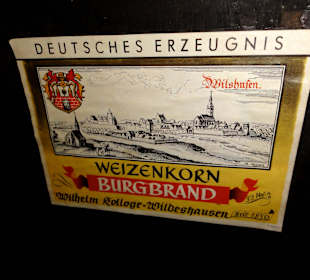 DEUTSCHES ERZEUGNIS
Wilshusen.
WEIZENKORN
BURGBRAND
Wilhelm Kolloge-Wildeshausen